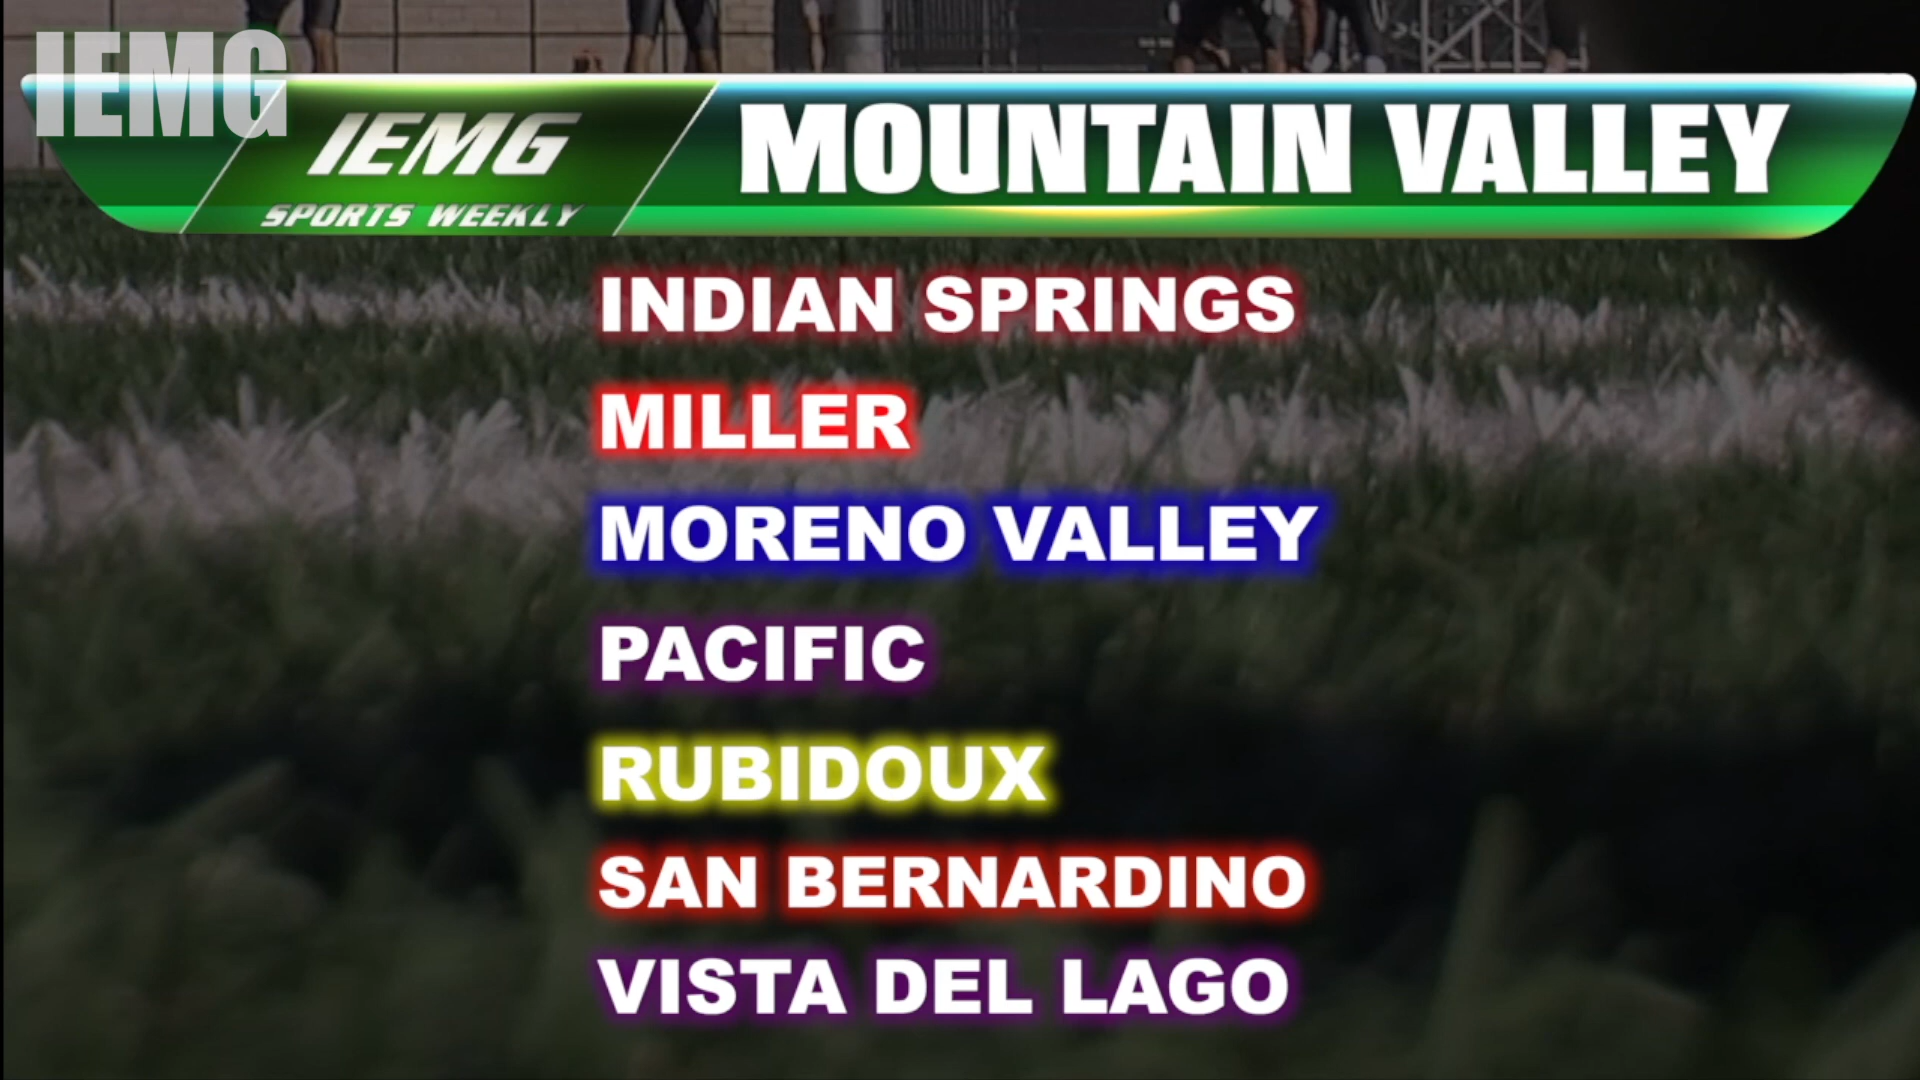 IEMG
IEMG
SPORTS WEEKLY
MOUNTAIN VALLEY
INDIAN SPRINGS
MILLER
MORENO VALLEY
PACIFIC
RUBIDOUX
SAN BERNARDINO
VISTA DEL LAGO